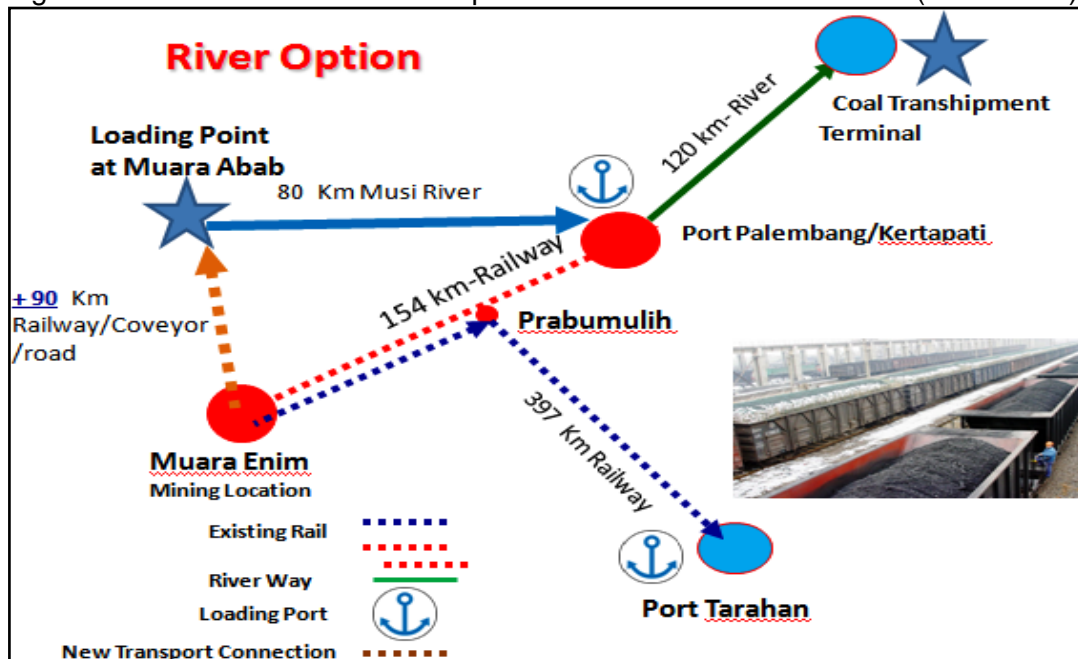 River Option
Coal Transhipment
Terminal
120 km- River
Loading Point
at Muara Abab
80 Km Musi River
Port Palembang/Kertapati
154 km-Railway
+ 90 Km
Railway/Coveyor
/road
Prabumulih
397 Km Railway
Muara Enim
Mining Location
Existing Rail
River Way
Loading Port
Port Tarahan
New Transport Connection